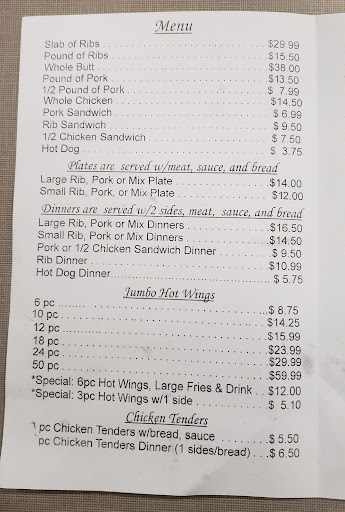 Menu
Slab of Ribs $29.99
Pound of Ribs $15.50
Whole Butt $38.00
Pound of Pork $13.50
1/2 Pound of Pork $ 7.99
Whole Chicken $14.50
Pork Sandwich $ 6.99
Rib Sandwich $ 9.50
1/2 Chicken Sandwich $ 7.50
Hot Dog $ 3.75
Plates are served w/meat, sauce, and bread
Large Rib, Pork or Mix Plate $14.00
Small Rib, Pork, or Mix Plate $12.00
Dinners are served w/2 sides, meat, sauce, and bread
Large Rib, Pork or Mix Dinners $16.50
Small Rib, Pork or Mix Dinners $14.50
Pork or 1/2 Chicken Sandwich Dinner $ 9.50
Rib Dinner $10.99
Hot Dog Dinner $ 5.75
Jumbo Hot Wings
6 pc $ 8.75
10 pc $14.25
12 pc $15.99
18 pc $23.99
24 pc $29.99
50 pc $59.99
*Special: 6pc Hot Wings, Large Fries & Drink $12.00
*Special: 3pc Hot Wings w/1 side $ 5.10
Chicken Tenders
pc Chicken Tenders w/bread, sauce $ 5.50
pc Chicken Tenders Dinner (1 sides/bread) $ 6.50